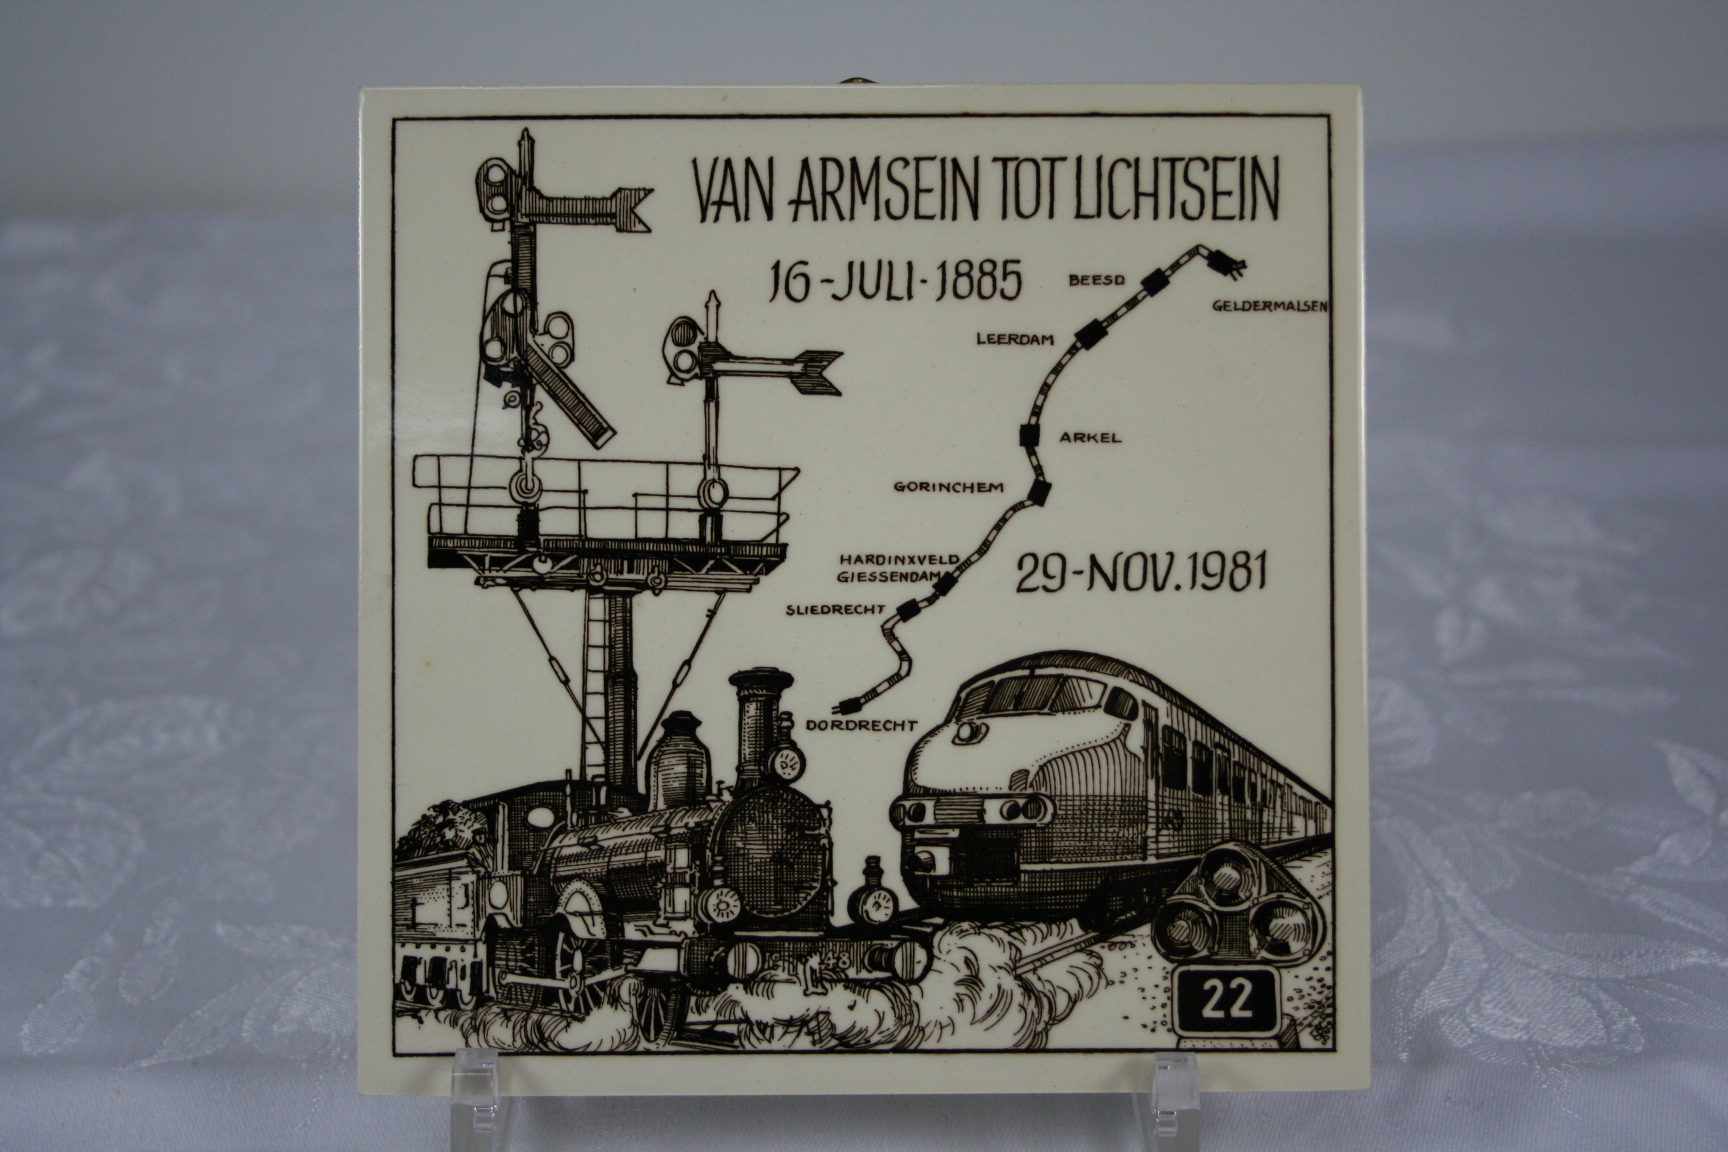 VAN ARMSEIN TOT LICHTSEIN
16-JULI-1885
BEESD
GELDERMALSEN
LEERDAM
ARKEL
GORINCHEM
HARDINXVELD
GIESSENDAM
29-NOV.1981
SLIEDRECHT
DORDRECHT
22